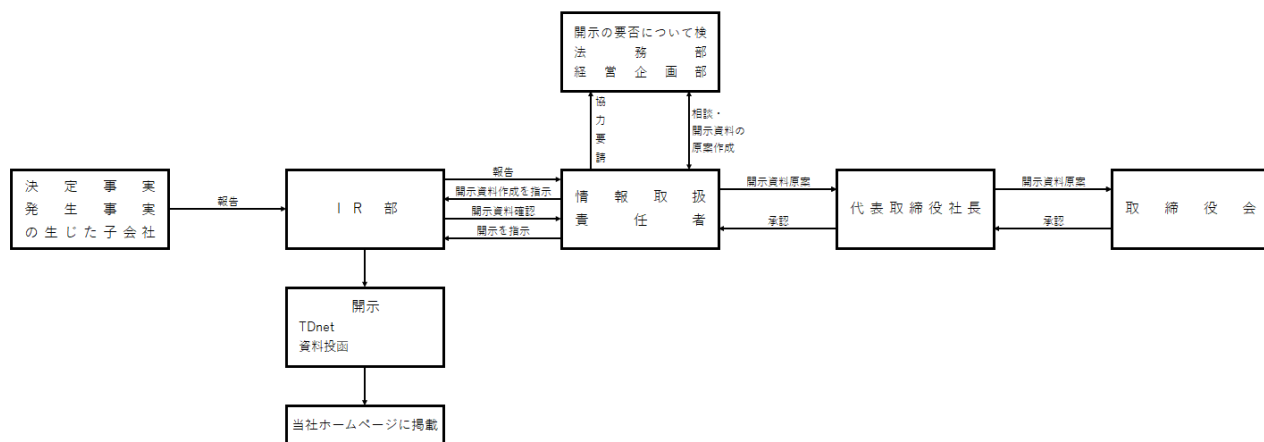 開示の要否について検
法務部
経営企画部
協力要請
相談・
開示資料の
原案作成
決定事実
発生事実
の生じた子会社
報告
IR部
報告
開示資料作成を指示
開示資料確認
開示を指示
情報取扱
責任者
開示資料原案
承認
代表取締役社長
開示資料原案
承認
取締役会
開示
TDnet
資料投函
当社ホームページに掲載